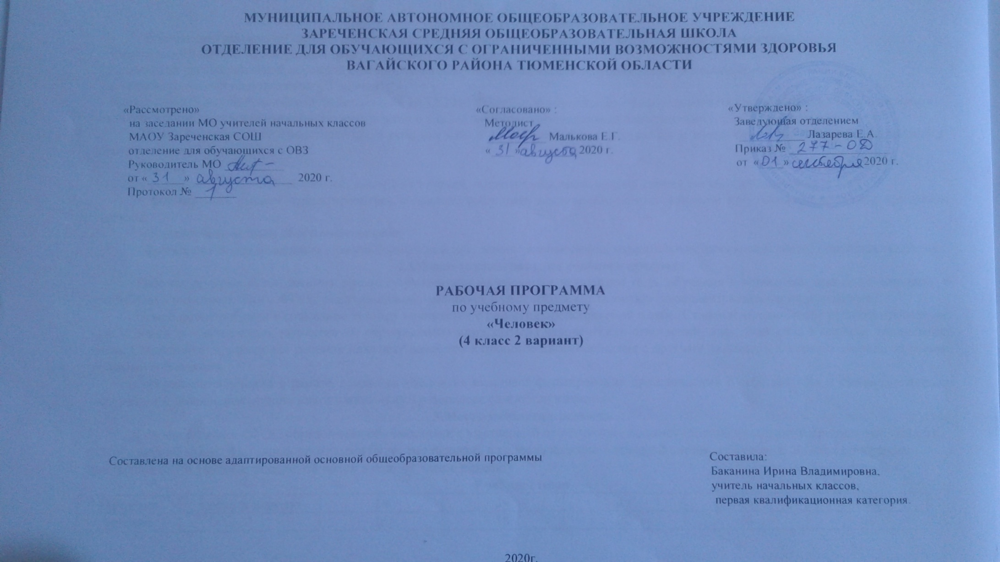 МУНИЦИПАЛЬНОЕ АВТОНОМНОЕ ОБЩЕОБРАЗОВАТЕЛЬНОЕ УЧРЕЖДЕНИЕ
ЗАРЕЧЕНСКАЯ СРЕДНЯЯ ОБЩЕОБРАЗОВАТЕЛЬНАЯ ШКОЛА
ОТДЕЛЕНИЕ ДЛЯ ОБУЧАЮЩИХСЯ С ОГРАНИЧЕННЫМИ ВОЗМОЖНОСТЯМИ ЗДОРОВЬЯ
ВАГАЙСКОГО РАЙОНА ТЮМЕНСКОЙ ОБЛАСТИ
«Рассмотрено»
на заседании МО учителей начальных классов
МАОУ Зареченская СОШ
отделение для обучающихся с ОВЗ
Руководитель МО
от « 31 » августа 2020 г.
Протокол № 1
«Согласовано» :
Методист
Малькова Е.Г.
« 31 » августа 2020 г.
«Утверждено» :
Заведующая отделением
Лазарева Е.А.
Приказ № 277-ОД
от «01» сентября 2020 г.
РАБОЧАЯ ПРОГРАММА
по учебному предмету
«Человек»
(4 класс 2 вариант)
Составлена на основе адаптированной основной общеобразовательной программы
Составила:
Баканина Ирина Владимировна,
учитель начальных классов,
первая квалификационная категория.
2020г.